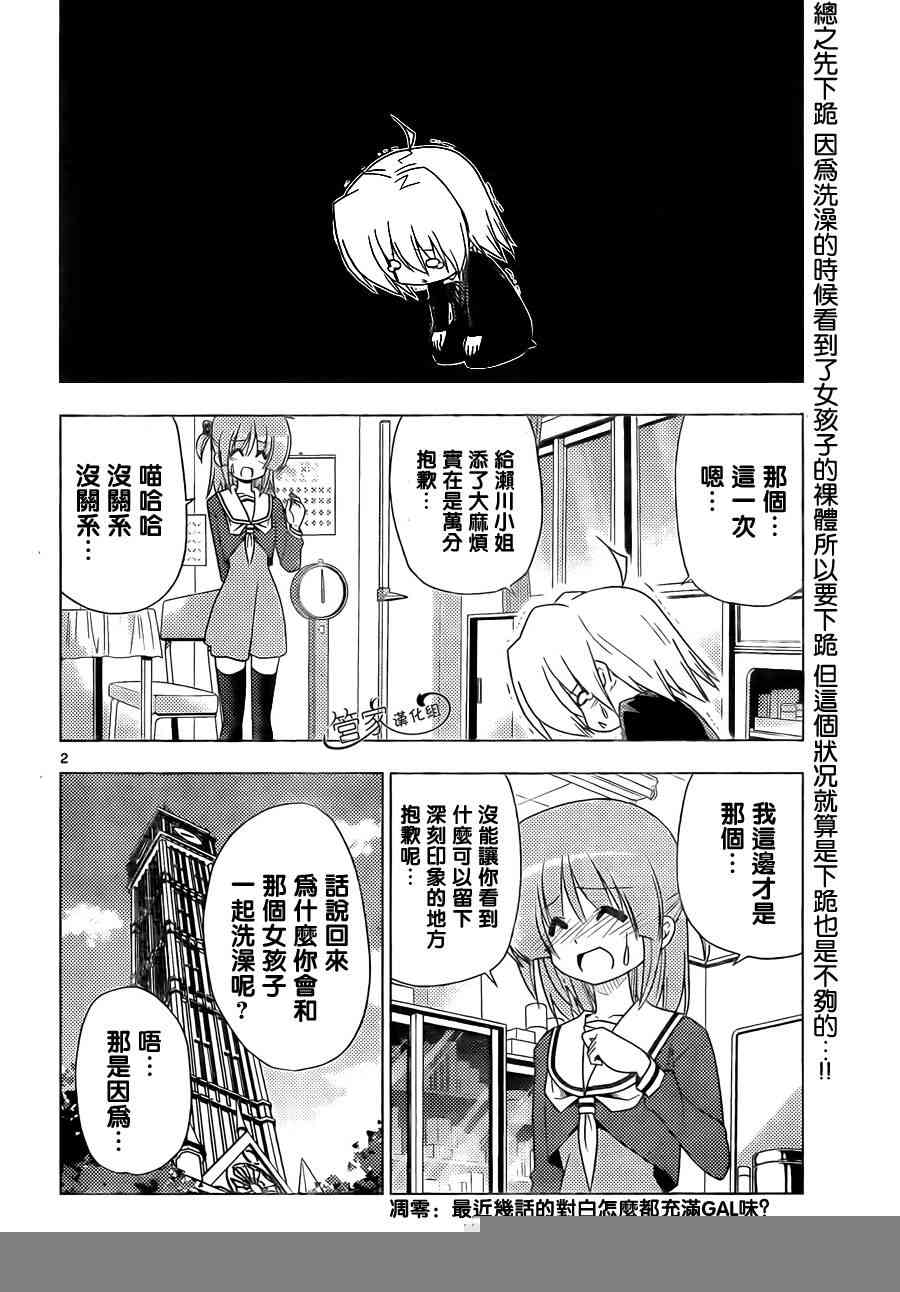 總之先下跪 因為洗澡的時候看到了女孩子的裸體所以要下跪 但這個狀況就算是下跪也是不夠的…!!
那個…
這一次
嗯…
給瀨川小姐
添了大麻煩
實在是萬分
抱歉…
喵哈哈
沒關系
沒關系…
管家
漢化組
2
我這邊才是
那個…
沒能讓你看到
什麼可以留下
深刻印象的地方
抱歉呢…
話說回來
為什麼你會和
那個女孩子
一起洗澡呢?
唔…
那是因為…
凋零：最近幾話的對白怎麼都充滿GAL味?